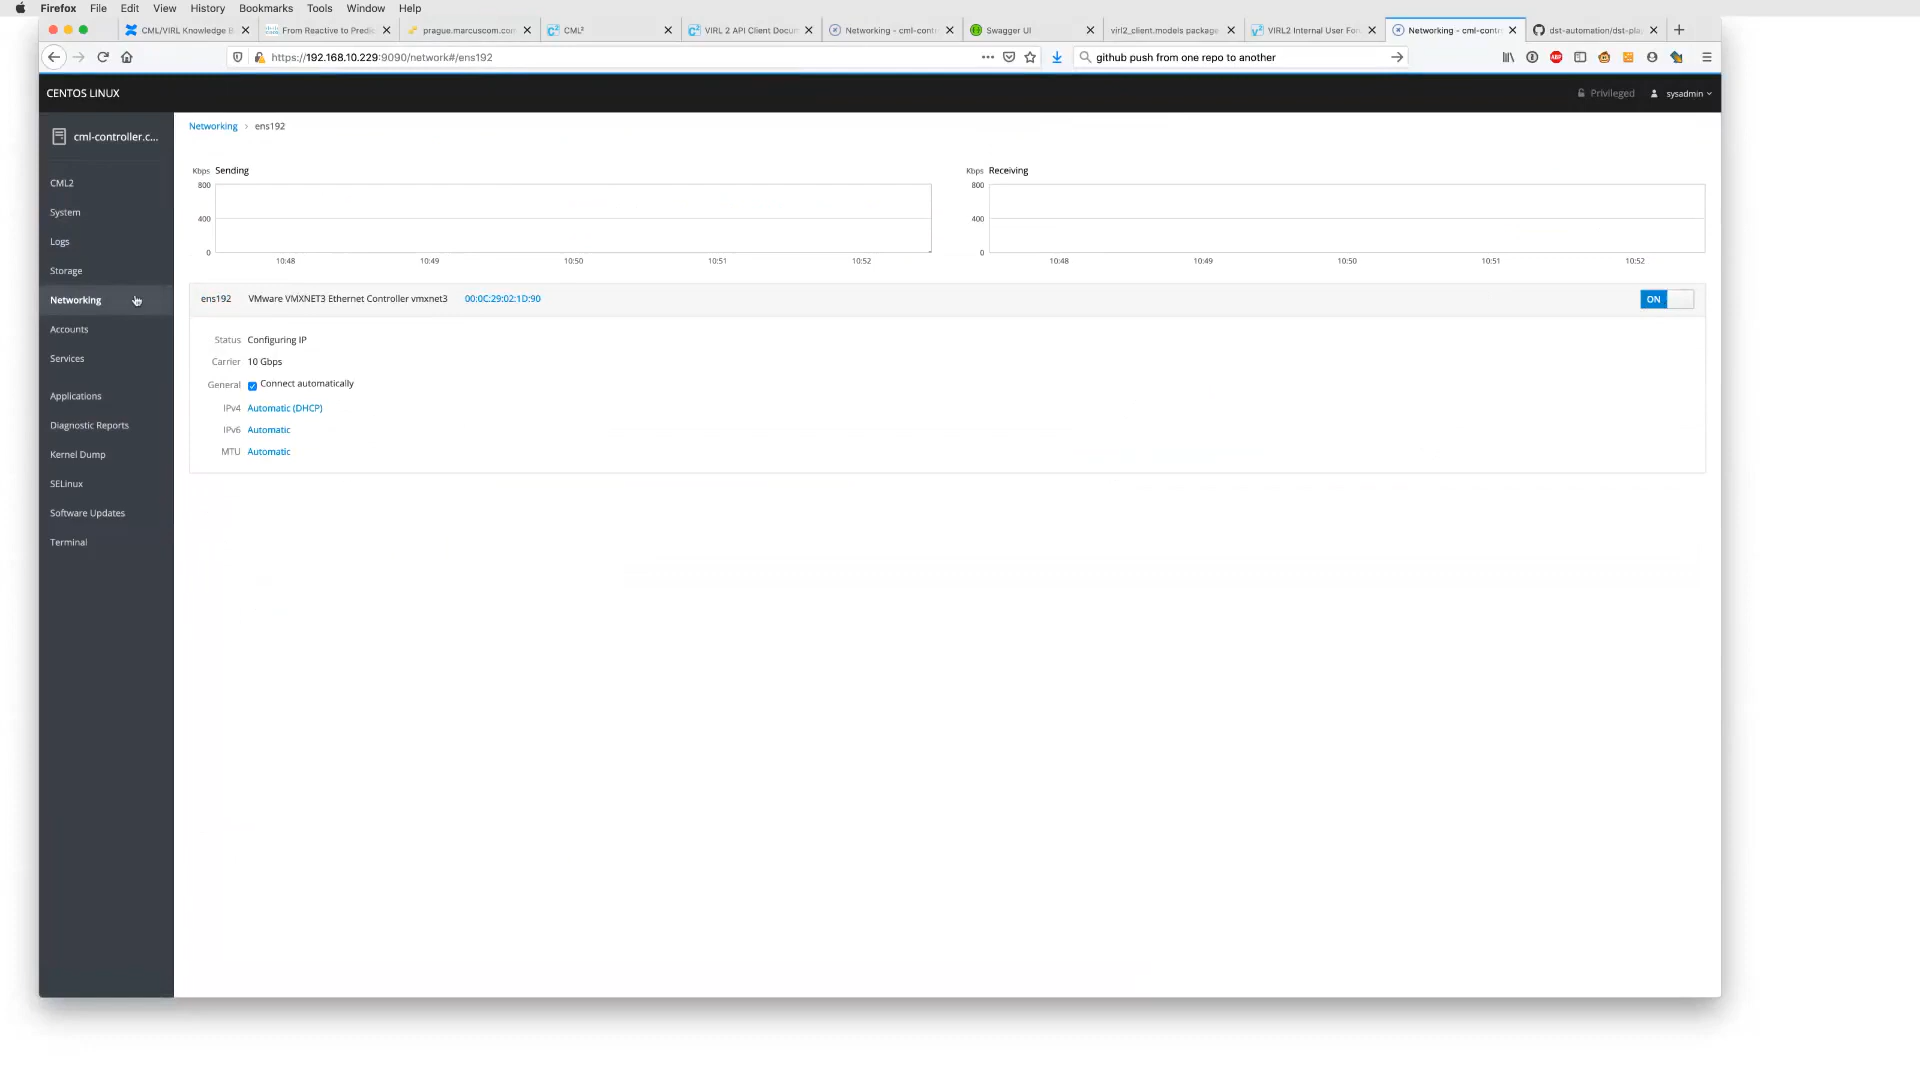 Firefox File Edit View History Bookmarks Tools Window Help
CML/VIRL Knowledge B
From Reactive to Predic
prague.marcuscom.com
CML²
VIRL 2 API Client Docum
Networking - cml-contr
Swagger UI
virl2_client.models package
VIRL2 Internal User For
Networking - cml-contr
dst-automation/dst-pla
https://192.168.10.229:9090/network#/ens192
github push from one repo to another
CENTOS LINUX
Privileged
sysadmin
cml-controller.c...
CML2
System
Logs
Storage
Networking
Accounts
Services
Applications
Diagnostic Reports
Kernel Dump
SELinux
Software Updates
Terminal
Networking › ens192
Kbps Sending
800
400
0
10:48 10:49 10:50 10:51 10:52
Kbps Receiving
800
400
0
10:48 10:49 10:50 10:51 10:52
ens192 VMware VMXNET3 Ethernet Controller vmxnet3 00:0C:29:02:1D:90 ON
Status Configuring IP
Carrier 10 Gbps
General Connect automatically
IPv4 Automatic (DHCP)
IPv6 Automatic
MTU Automatic